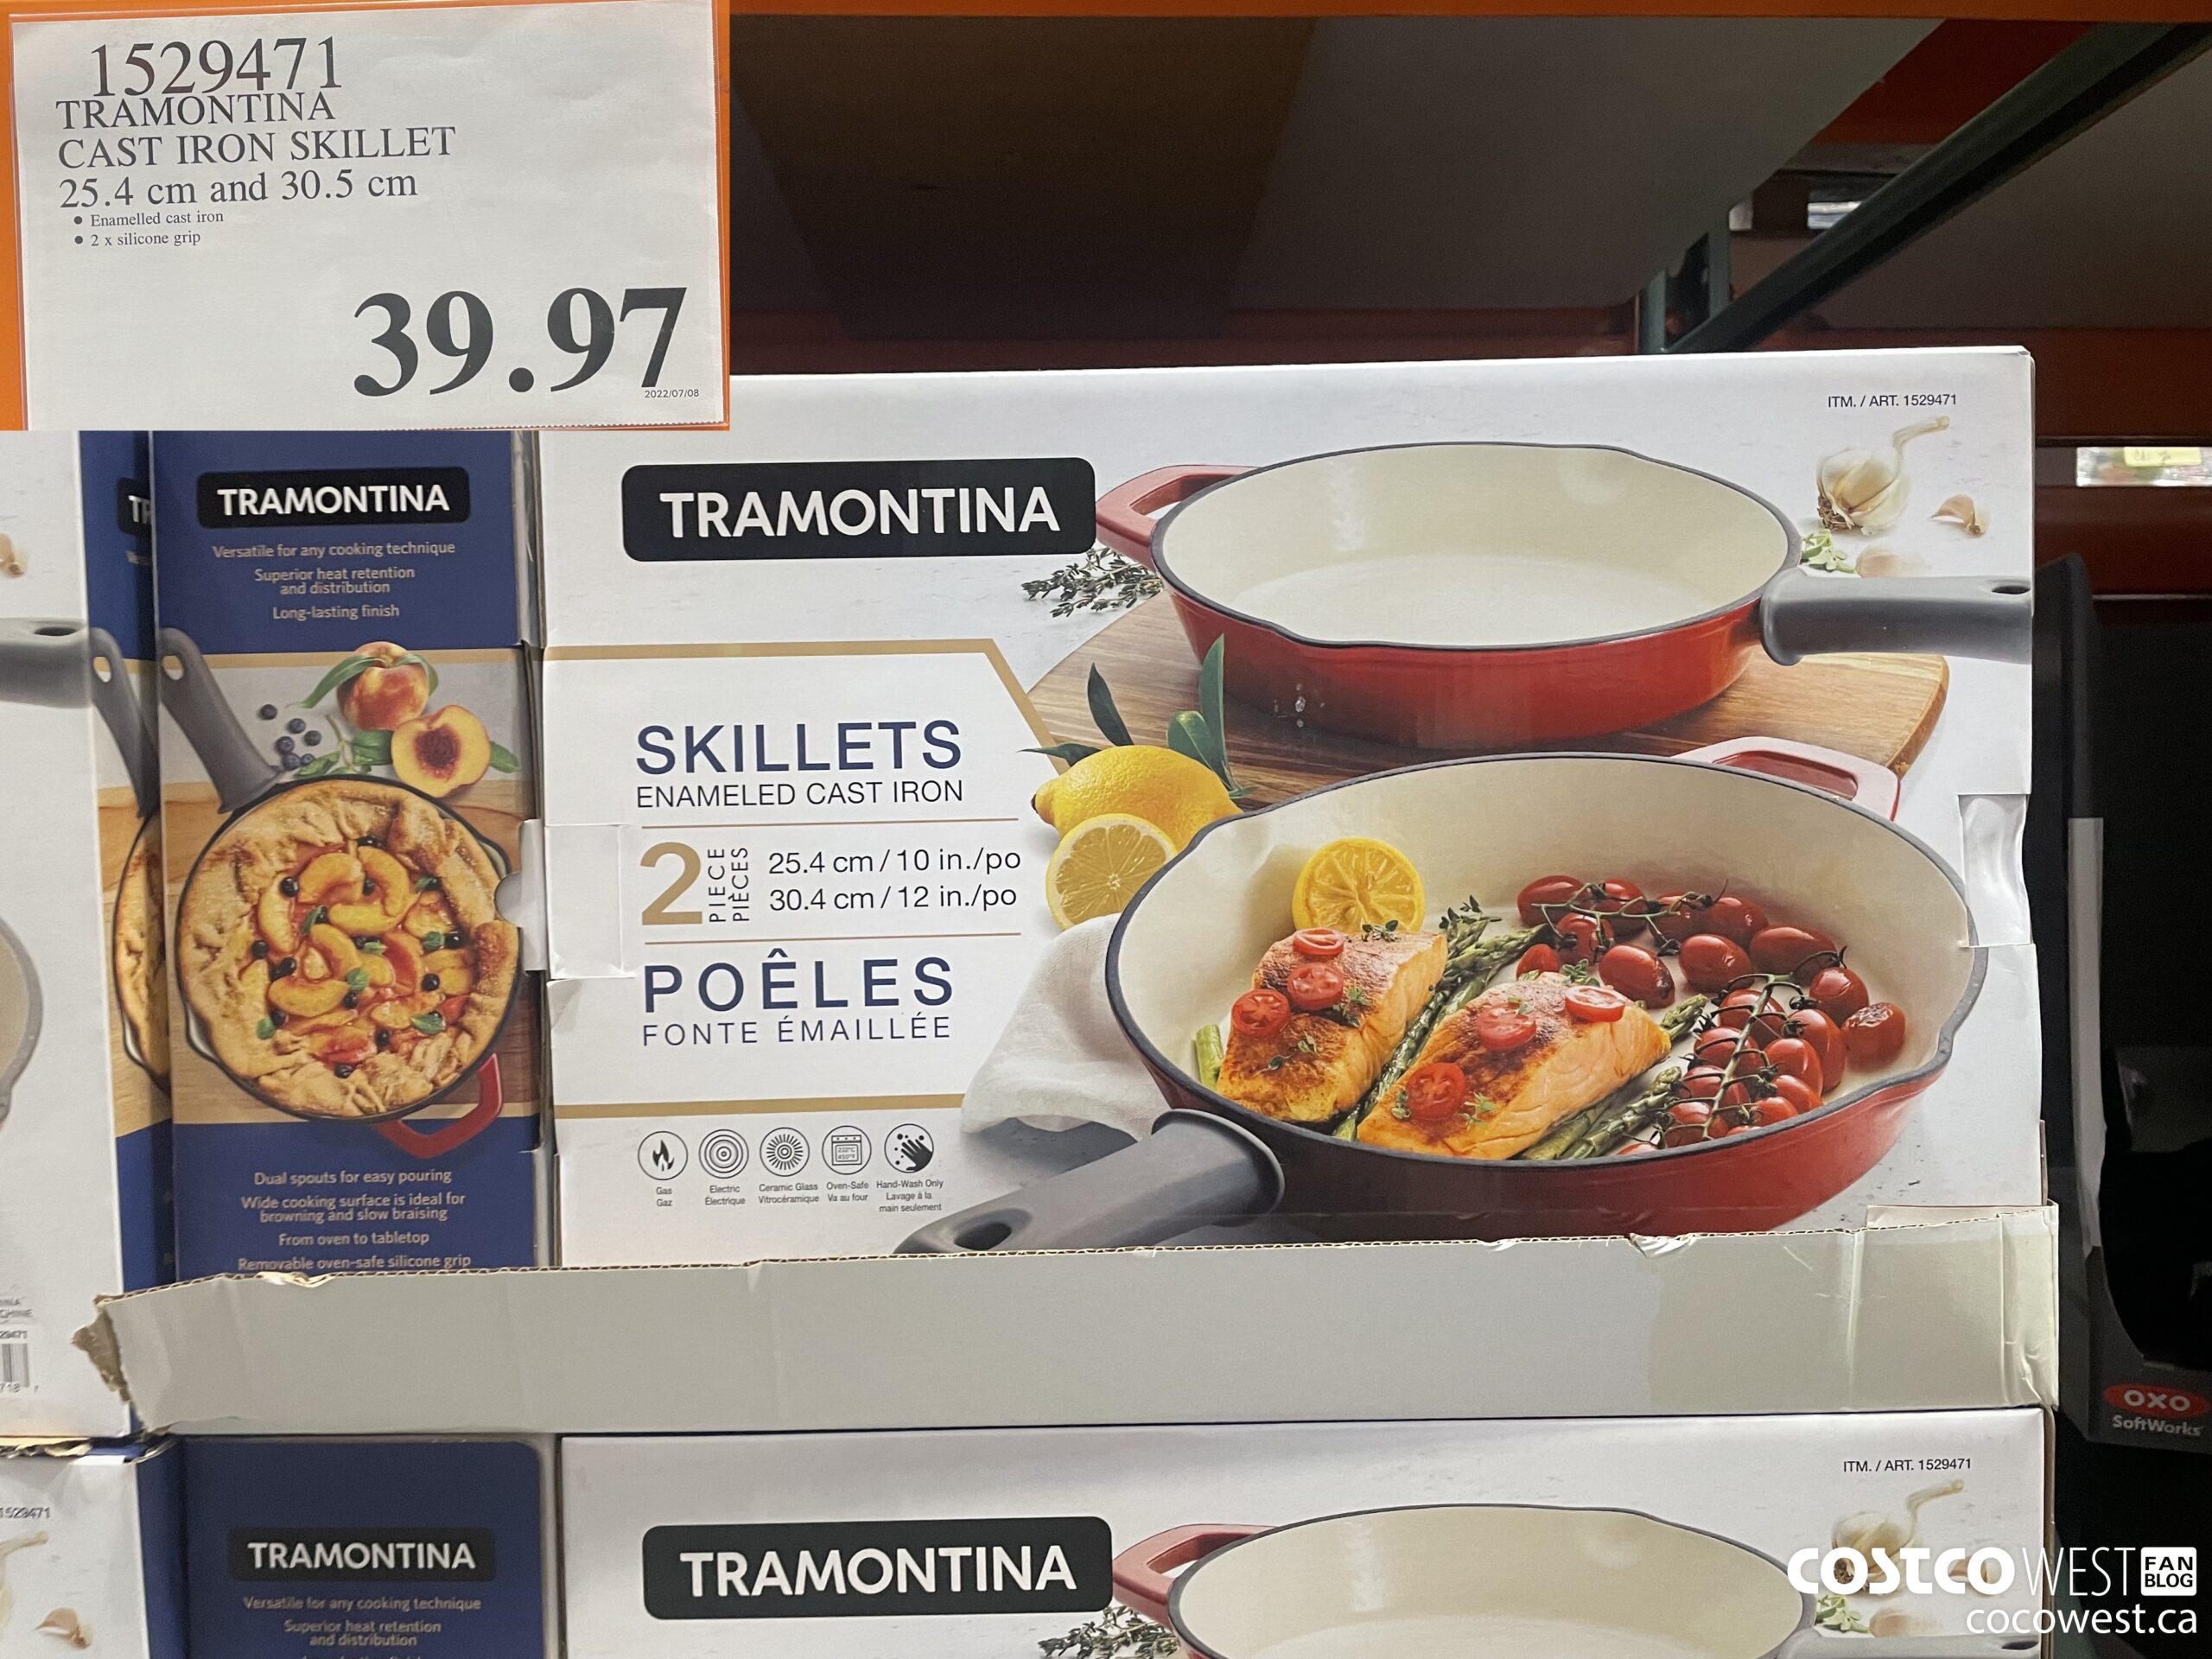 1529471
TRAMONTINA
CAST IRON SKILLET
25.4 cm and 30.5 cm
• Enamelled cast iron
• 2 x silicone grip
39.97
2022/07/08
TRAMONTINA
Versatile for any cooking technique
Superior heat retention
and distribution
Long-lasting finish
Dual spouts for easy pouring
Wide cooking surface is ideal for
browning and slow braising
From oven to tabletop
Removable oven-safe silicone grip
ITM. / ART. 1529471
TRAMONTINA
SKILLETS
ENAMELED CAST IRON
2 PIECE PIÈCES
25.4 cm / 10 in./po
30.4 cm / 12 in./po
POÊLES
FONTE ÉMAILLÉE
Gas
Gaz
Electric
Électrique
Ceramic Glass
Vitrocéramique
Oven-Safe
Va au four
Hand-Wash Only
Lavage à la
main seulement
OXO
SoftWorks
1529471
TRAMONTINA
Versatile for any cooking technique
Superior heat retention
and distribution
ITM. / ART. 1529471
TRAMONTINA
COSTCO WEST FAN BLOG
cocowest.ca